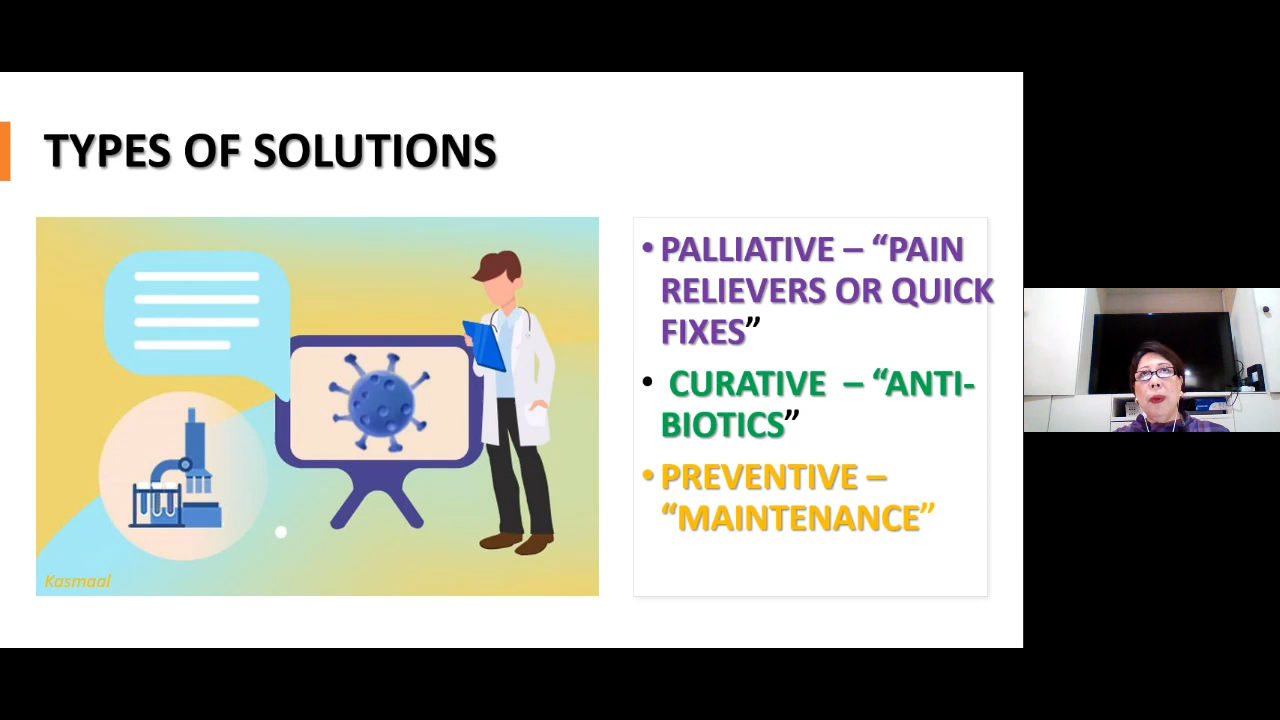 TYPES OF SOLUTIONS
• PALLIATIVE – “PAIN
RELIEVERS OR QUICK
FIXES”
• CURATIVE – “ANTI-
BIOTICS”
• PREVENTIVE –
“MAINTENANCE”
Kasmaal